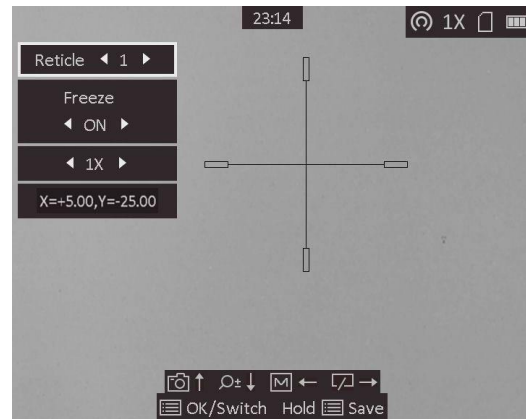 23:14
1X
Reticle 1
Freeze
ON
1X
X=+5.00,Y=-25.00
M
OK/Switch Hold Save